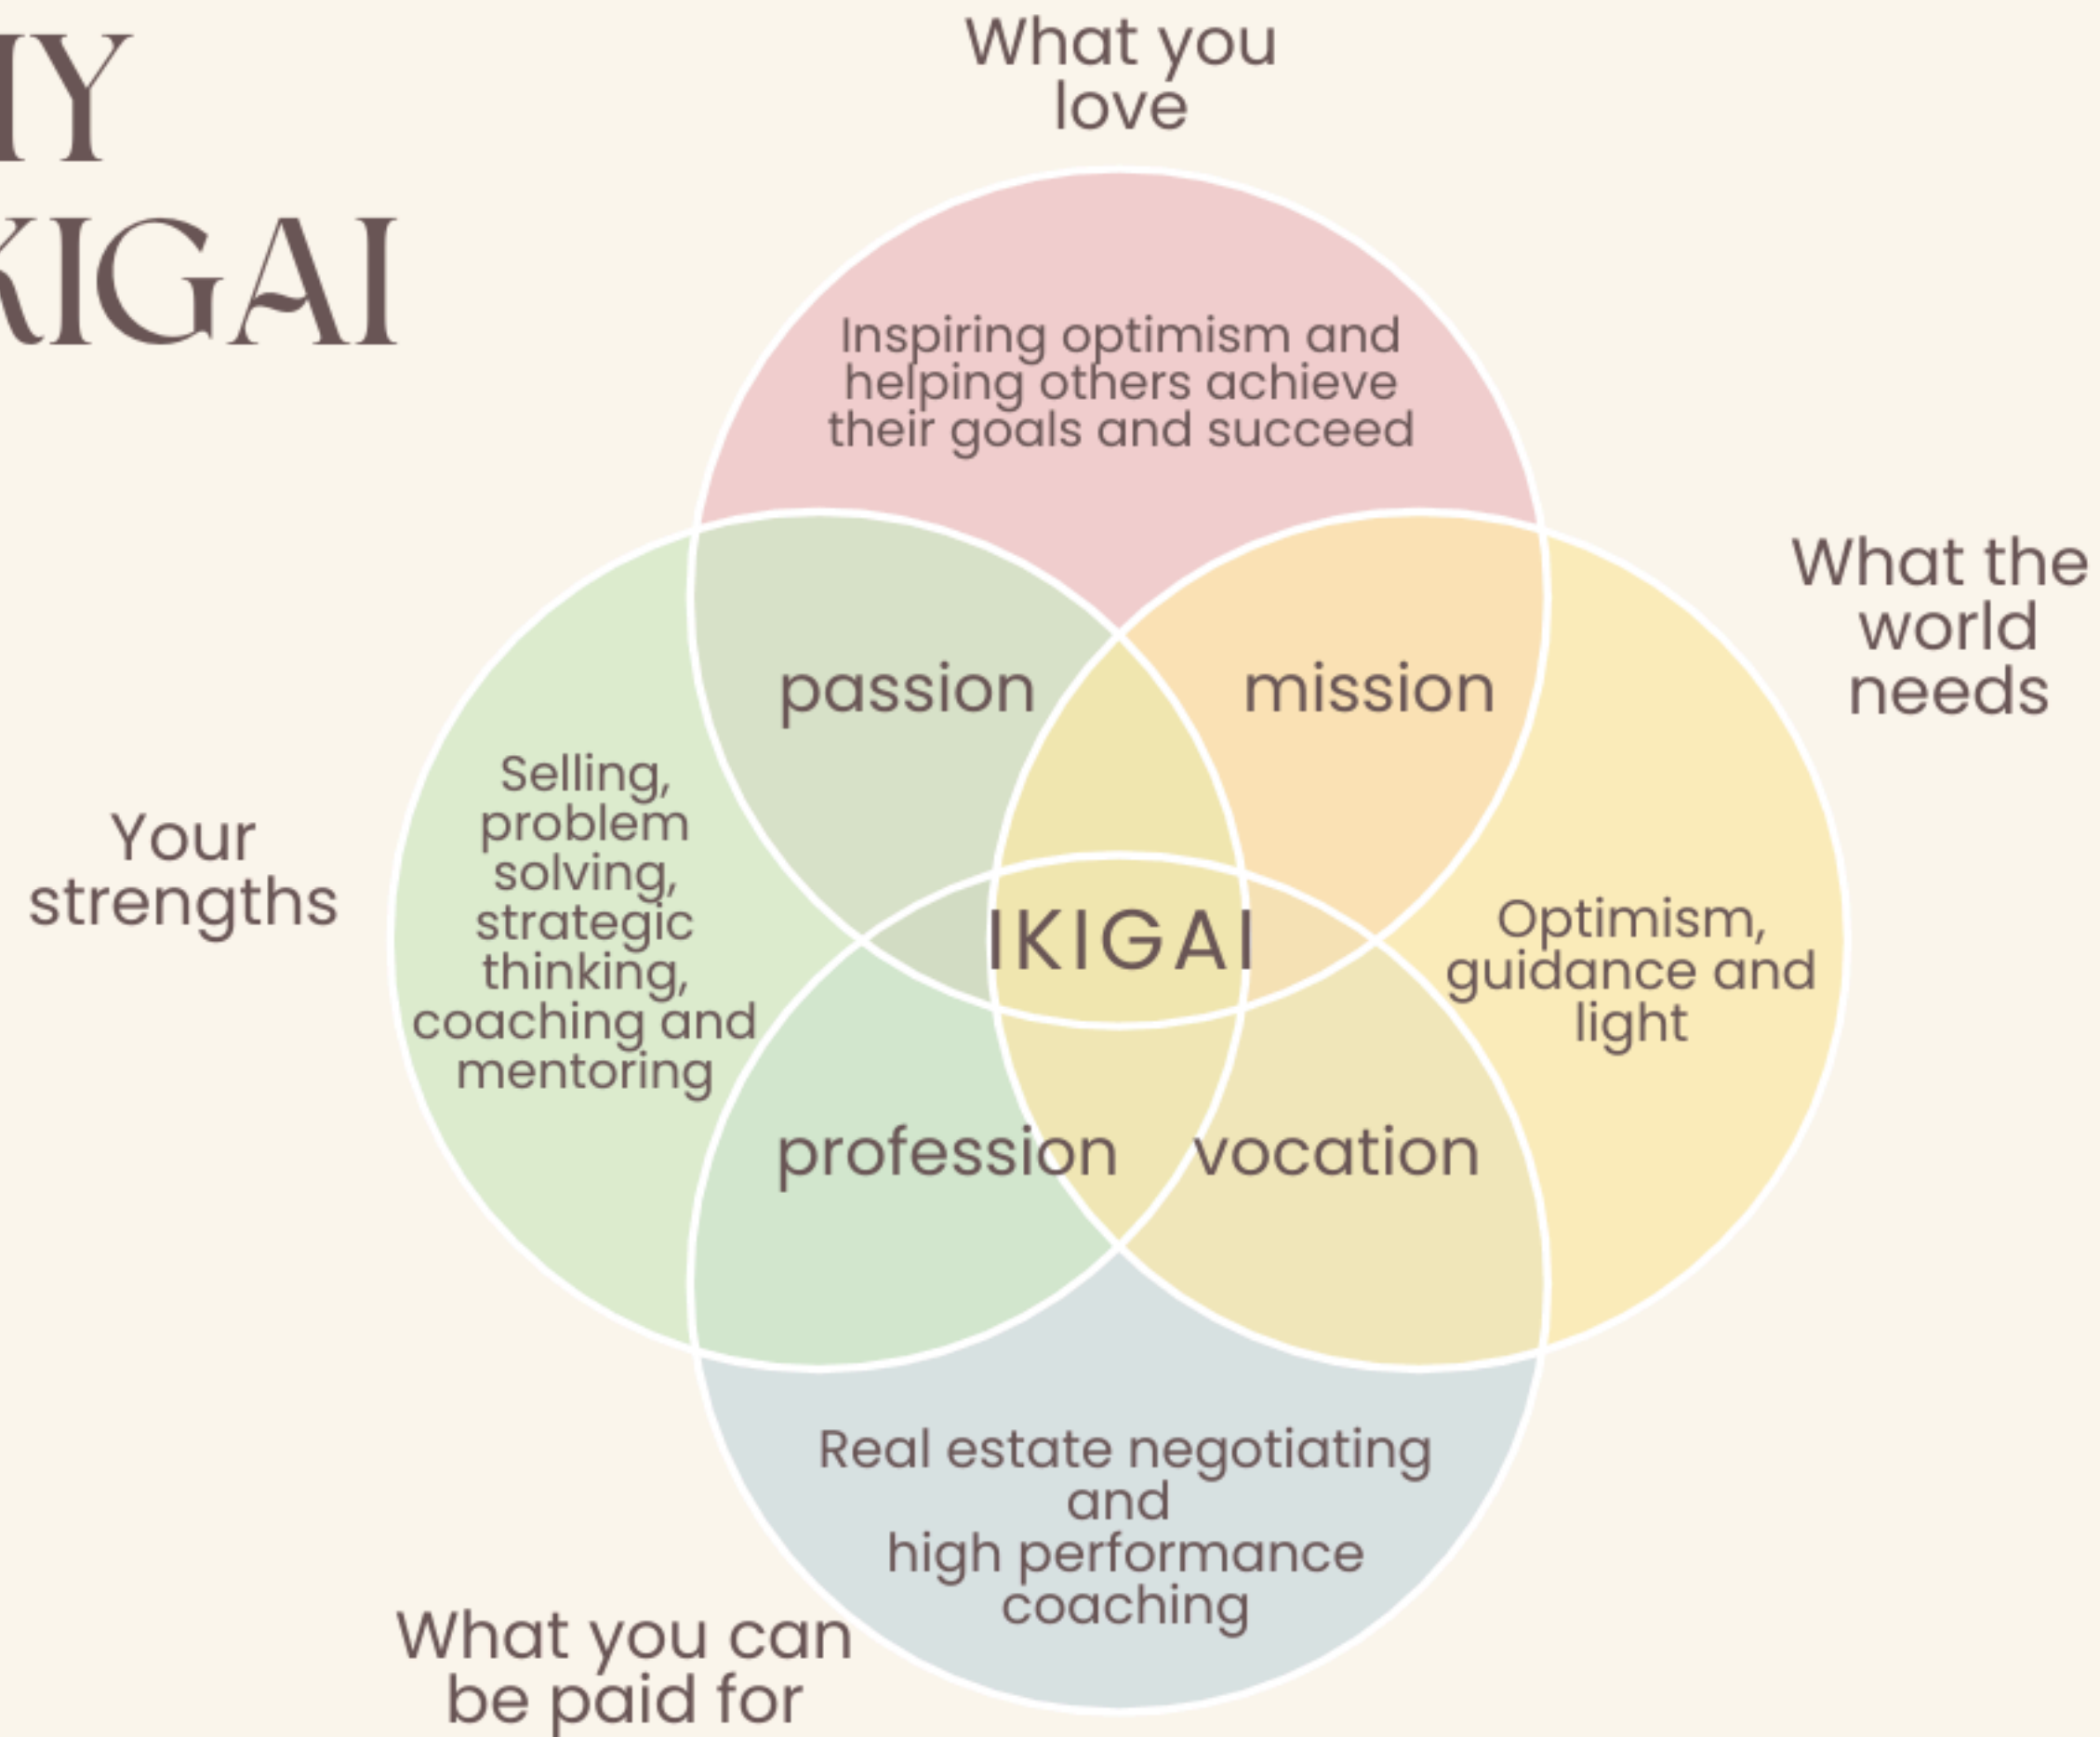 What you
love
IY
KIGAI
Inspiring optimism and
helping others achieve
their goals and succeed
What the
world
needs
passion
mission
Selling,
problem
solving,
strategic
thinking,
coaching and
mentoring
Your
strengths
IKIGAI
Optimism,
guidance and
light
profession
vocation
Real estate negotiating
and
high performance
coaching
What you can
be paid for